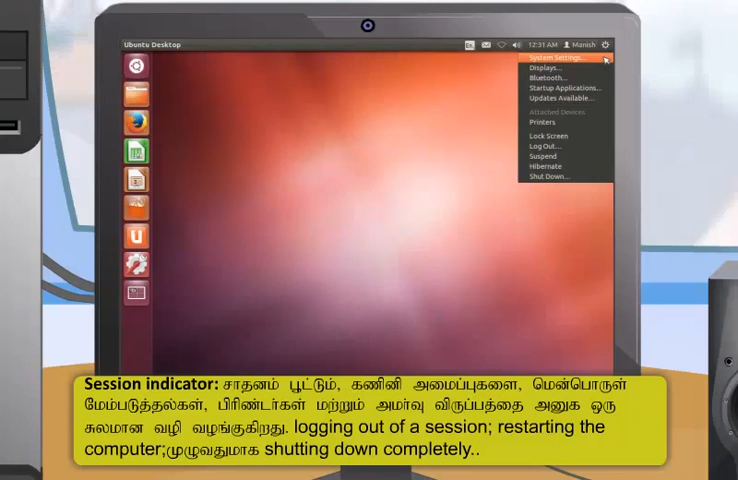 Ubuntu Desktop
En
12:31 AM
Manish
System Settings...
Displays...
Bluetooth...
Startup Applications...
Updates Available...
Attached Devices
Printers
Lock Screen
Log Out...
Suspend
Hibernate
Shut Down...
Session indicator: சாதனம் பூட்டும், கணினி அமைப்புகளை, மென்பொருள்
மேம்படுத்தல்கள், பிரிண்டர்கள் மற்றும் அமர்வு விருப்பத்தை அனுக ஒரு
சுலமான வழி வழங்குகிறது. logging out of a session; restarting the
computer;முழுவதுமாக shutting down completely..